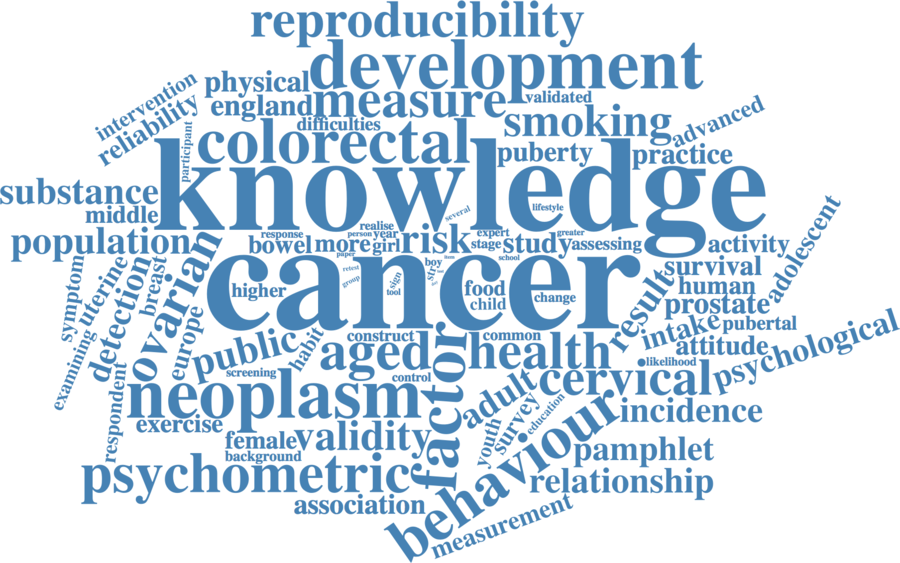 reproducibility
development
physical
intervention
england
measure
validated
reliability
difficulties
smoking
advanced
participant
colorectal
puberty
practice
knowledge
substance
middle
lifestyle
several
adolescent
population
response
realise
person
year
expert
greater
bowel
more
girl
risk
stage
study
assessing
activity
paper
school
symptom
uterine
detection
breast
ovarian
cancer
retest
group
sign
tool
boy
item
survival
higher
food
child
change
human
prostate
result
europe
public
habit
construct
common
intake
pubertal
examining
aged
factor
health
attitude
likelihood
psychological
screening
control
respondent
neoplasm
adult
cervical
exercise
youth
survey
education
behaviour
incidence
female
validity
background
pamphlet
psychometric
relationship
association
measurement